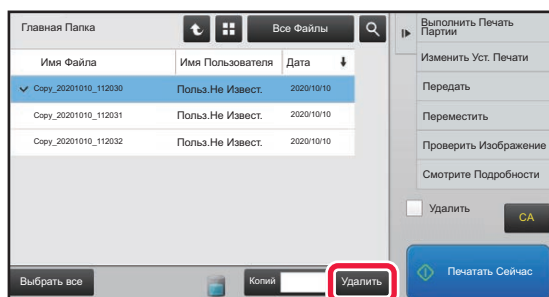 Главная Папка
Все Файлы
Имя Файла Имя Пользователя Дата
Copy_20201010_112030 Польз.Не Извест. 2020/10/10
Copy_20201010_112031 Польз.Не Извест. 2020/10/10
Copy_20201010_112032 Польз.Не Извест. 2020/10/10
Выбрать все
Копий
Удалить
Выполнить Печать
Партии
Изменить Уст. Печати
Передать
Переместить
Проверить Изображение
Смотрите Подробности
Удалить
CA
Печатать Сейчас